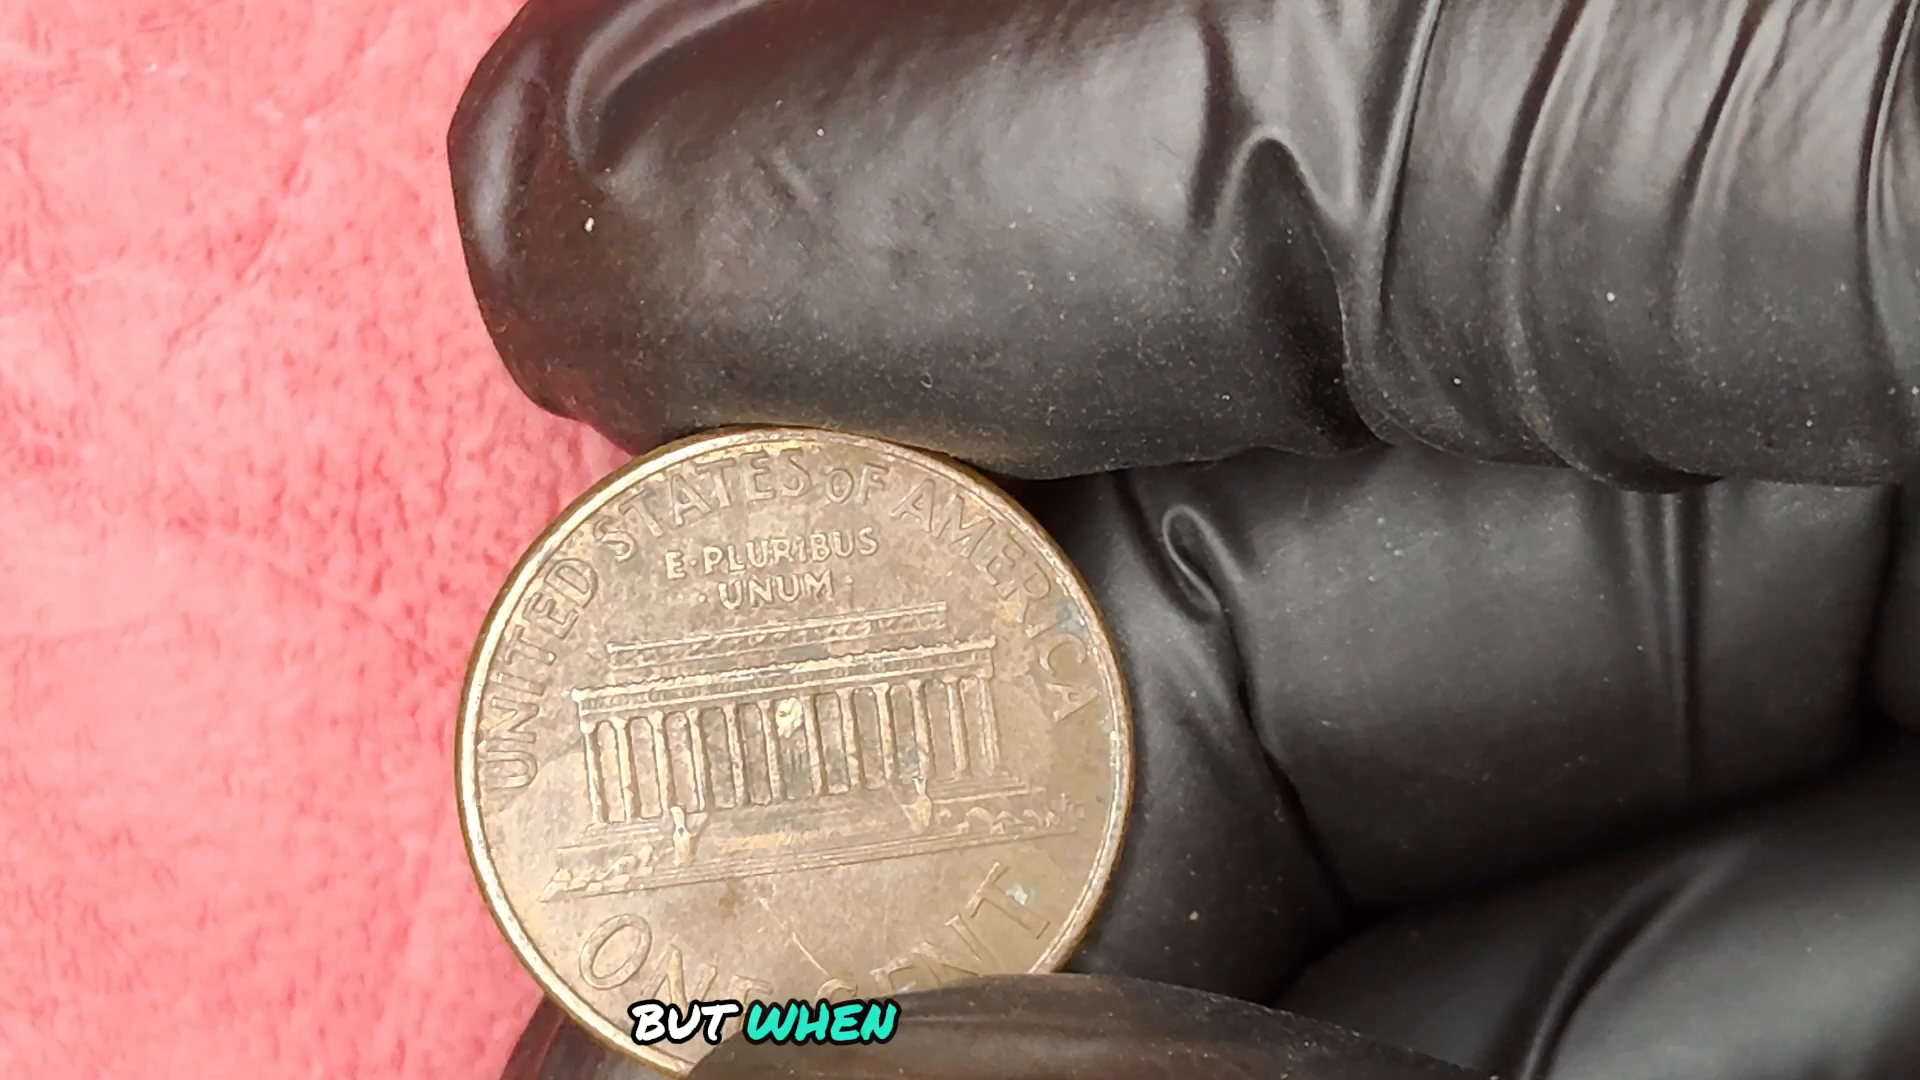 UNITED STATES OF AMERICA
E·PLURIBUS
·UNUM·
ONE CENT
BUT WHEN